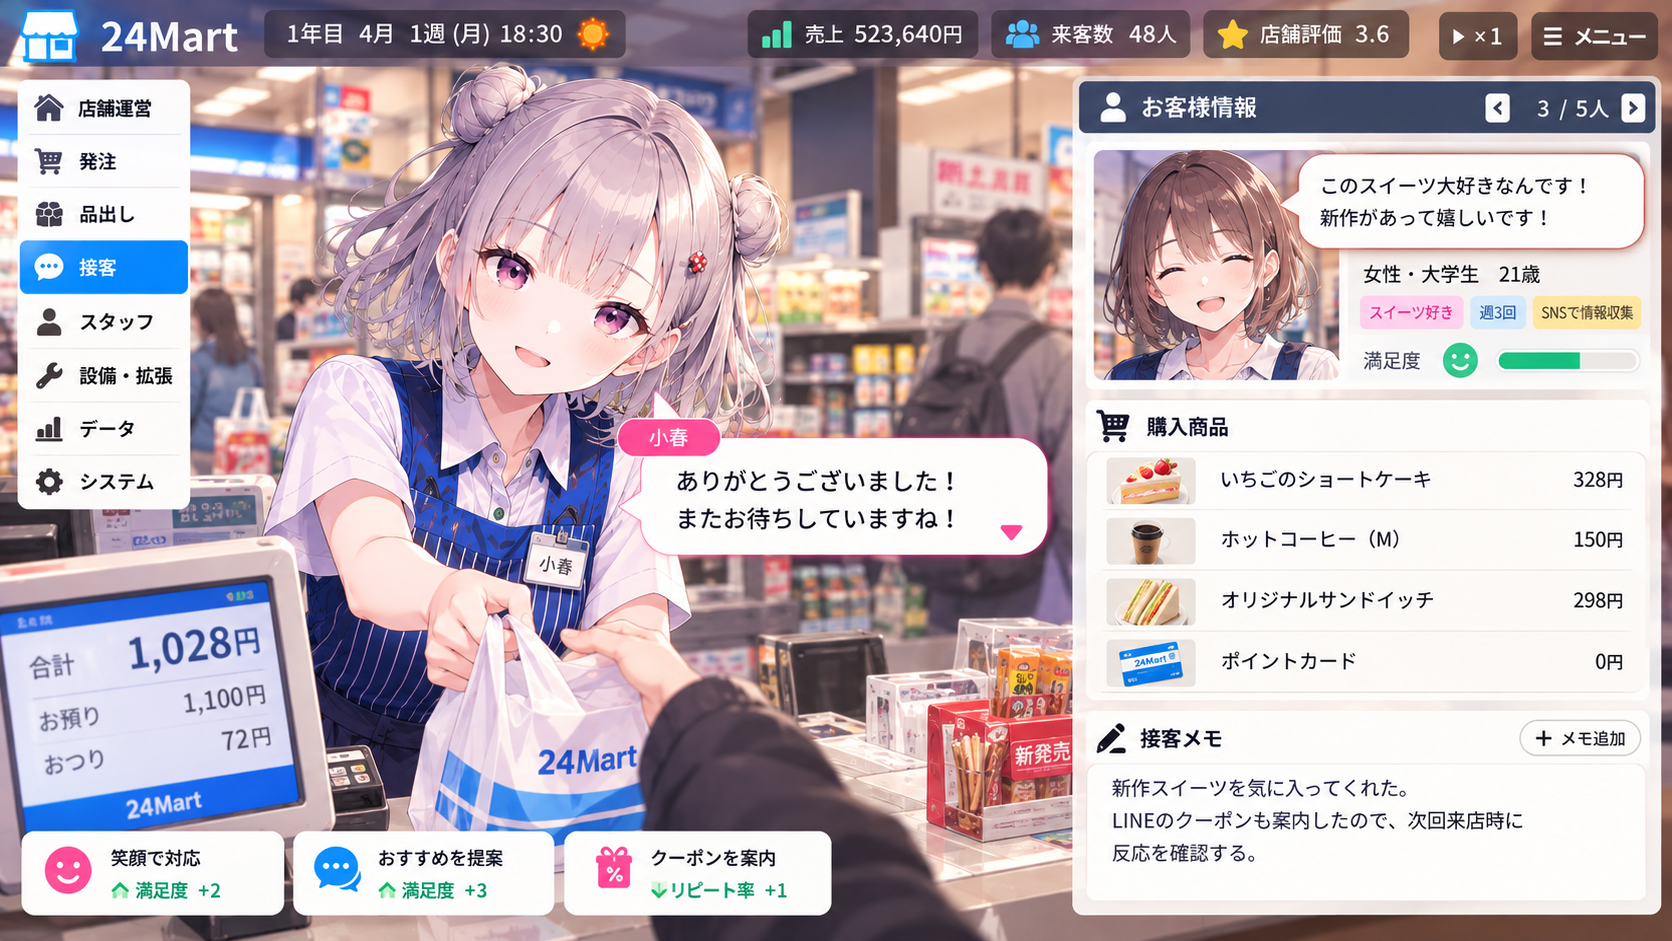 24Mart
1年目 4月 1週 (月) 18:30
売上 523,640円
来客数 48人
店舗評価 3.6
×1
メニュー
店舗運営
発注
品出し
接客
スタッフ
設備・拡張
データ
システム
お客様情報
3 / 5人
このスイーツ大好きなんです！
新作があって嬉しいです！
女性・大学生 21歳
スイーツ好き
週3回
SNSで情報収集
満足度
小春
ありがとうございました！
またお待ちしていますね！
小春
購入商品
いちごのショートケーキ 328円
ホットコーヒー（M） 150円
オリジナルサンドイッチ 298円
24Mart
ポイントカード 0円
接客メモ
＋ メモ追加
新作スイーツを気に入ってくれた。
LINEのクーポンも案内したので、次回来店時に
反応を確認する。
合計 1,028円
お預り 1,100円
おつり 72円
24Mart
24Mart
新発売
笑顔で対応
満足度 +2
おすすめを提案
満足度 +3
クーポンを案内
リピート率 +1